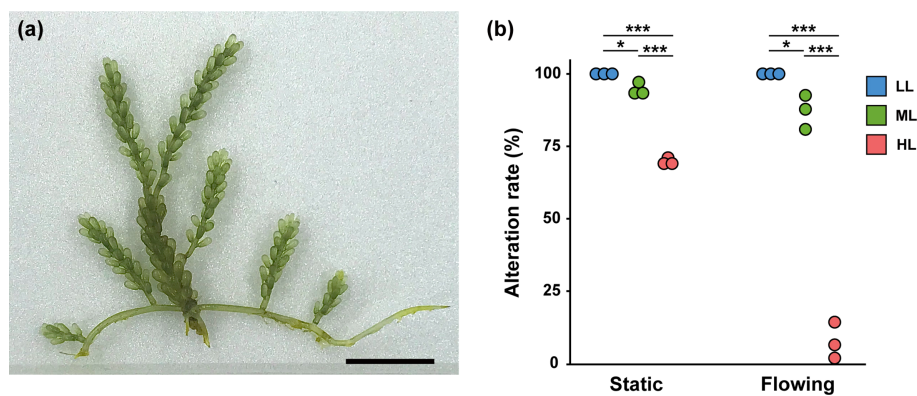 (a)
(b)
*** ***
* *** * ***
100
75
50
25
0
Alteration rate (%)
Static Flowing
LL
ML
HL